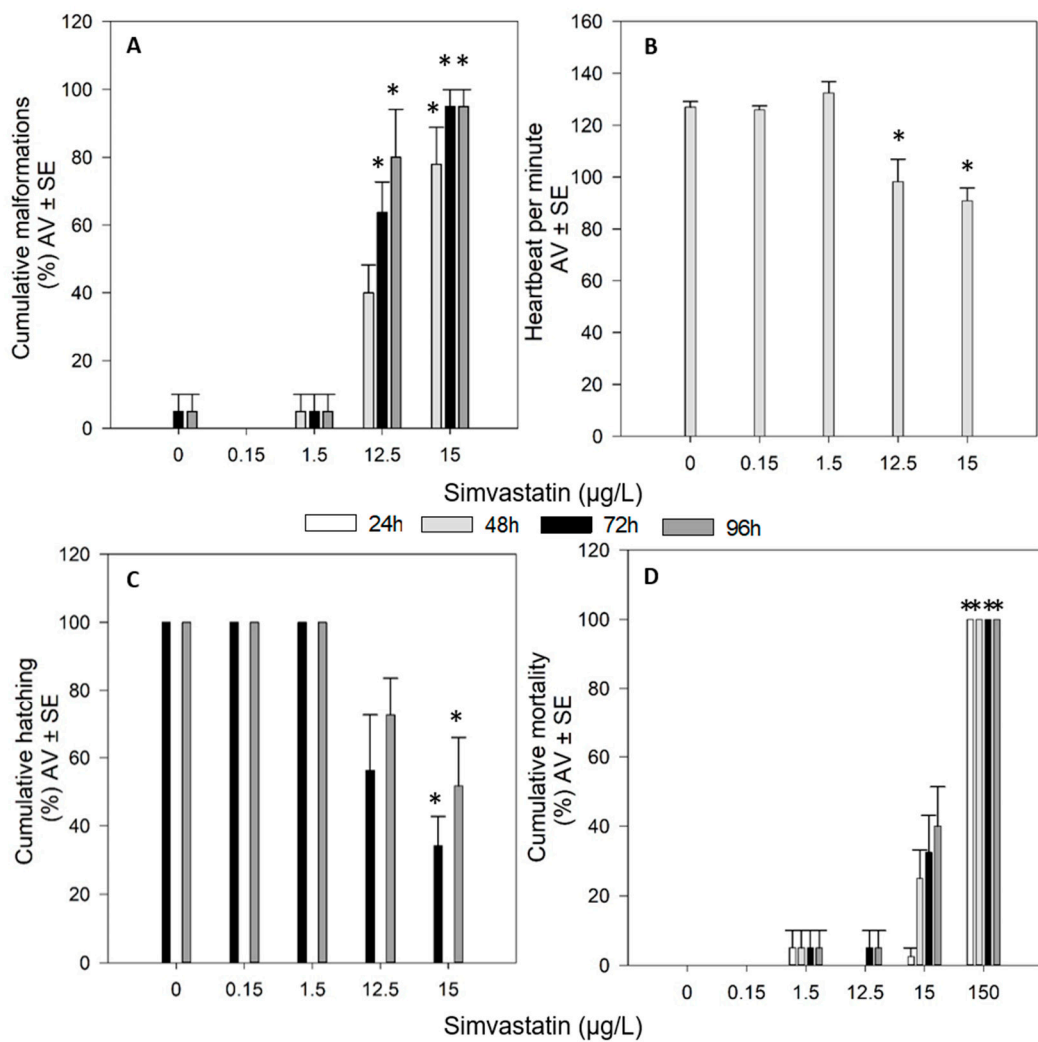 A
Cumulative malformations
(%) AV ± SE
120
100
80
60
40
20
0
* * *
* * *
0 0.15 1.5 12.5 15
B
Heartbeat per minute
AV ± SE
160
140
120
100
80
60
40
20
0
* *
0 0.15 1.5 12.5 15
Simvastatin (µg/L)
24h 48h 72h 96h
C
Cumulative hatching
(%) AV ± SE
120
100
80
60
40
20
0
* *
0 0.15 1.5 12.5 15
Simvastatin (µg/L)
D
Cumulative mortality
(%) AV ± SE
120
100
80
60
40
20
0
** **
0 0.15 1.5 12.5 15 150
Simvastatin (µg/L)